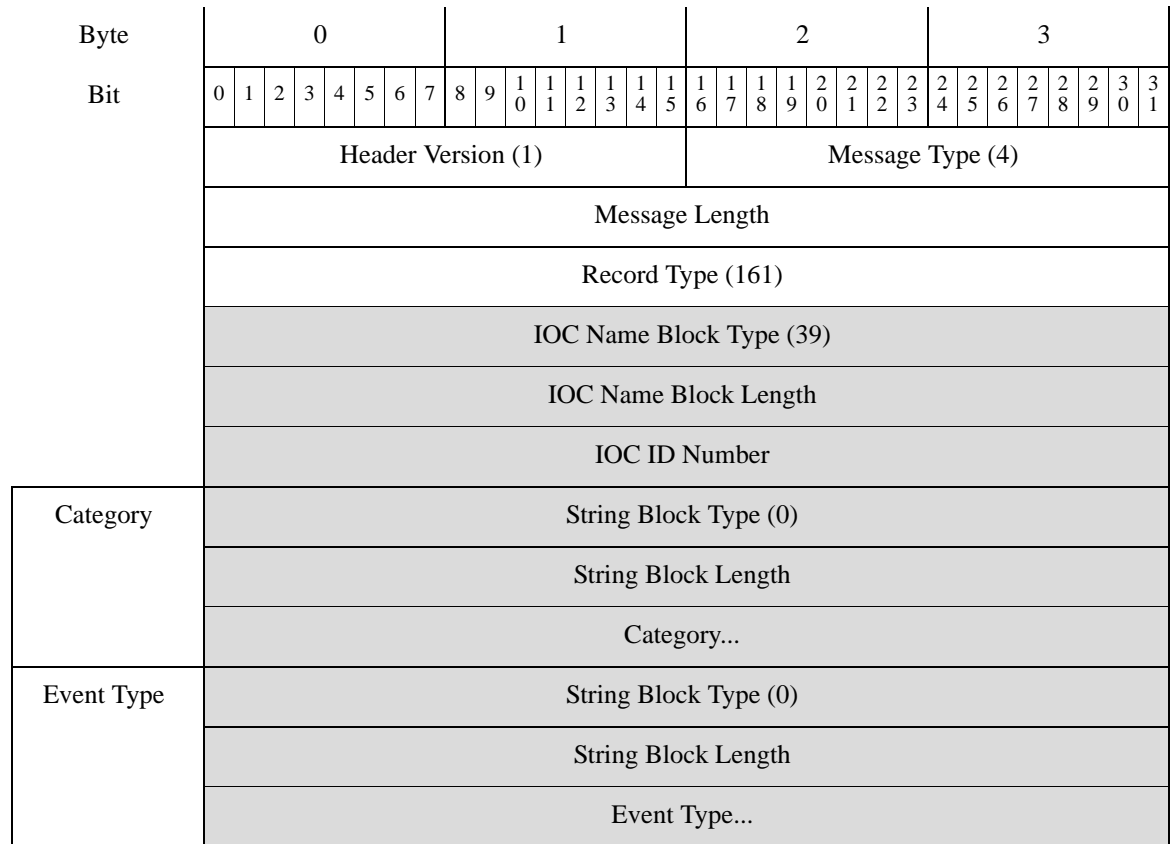 Byte 0 1 2 3
Bit 0 1 2 3 4 5 6 7 8 9 10 11 12 13 14 15 16 17 18 19 20 21 22 23 24 25 26 27 28 29 30 31
Header Version (1) Message Type (4)
Message Length
Record Type (161)
IOC Name Block Type (39)
IOC Name Block Length
IOC ID Number
Category String Block Type (0)
String Block Length
Category...
Event Type String Block Type (0)
String Block Length
Event Type...